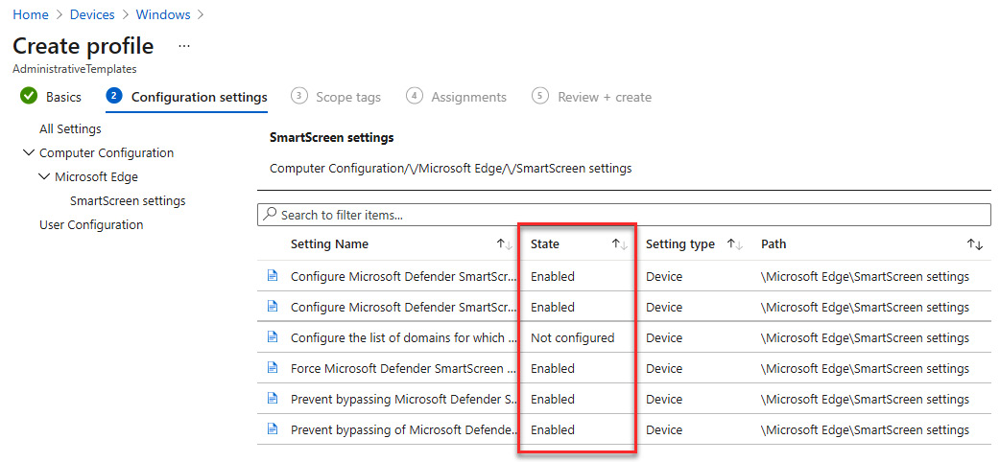 Home > Devices > Windows >
Create profile ...
AdministrativeTemplates
Basics 2 Configuration settings 3 Scope tags 4 Assignments 5 Review + create
All Settings
Computer Configuration
Microsoft Edge
SmartScreen settings
User Configuration
SmartScreen settings
Computer Configuration/\/Microsoft Edge/\/SmartScreen settings
Search to filter items...
Setting Name State Setting type Path
Configure Microsoft Defender SmartScr... Enabled Device \Microsoft Edge\SmartScreen settings
Configure Microsoft Defender SmartScr... Enabled Device \Microsoft Edge\SmartScreen settings
Configure the list of domains for which ... Not configured Device \Microsoft Edge\SmartScreen settings
Force Microsoft Defender SmartScreen ... Enabled Device \Microsoft Edge\SmartScreen settings
Prevent bypassing Microsoft Defender S... Enabled Device \Microsoft Edge\SmartScreen settings
Prevent bypassing of Microsoft Defende... Enabled Device \Microsoft Edge\SmartScreen settings